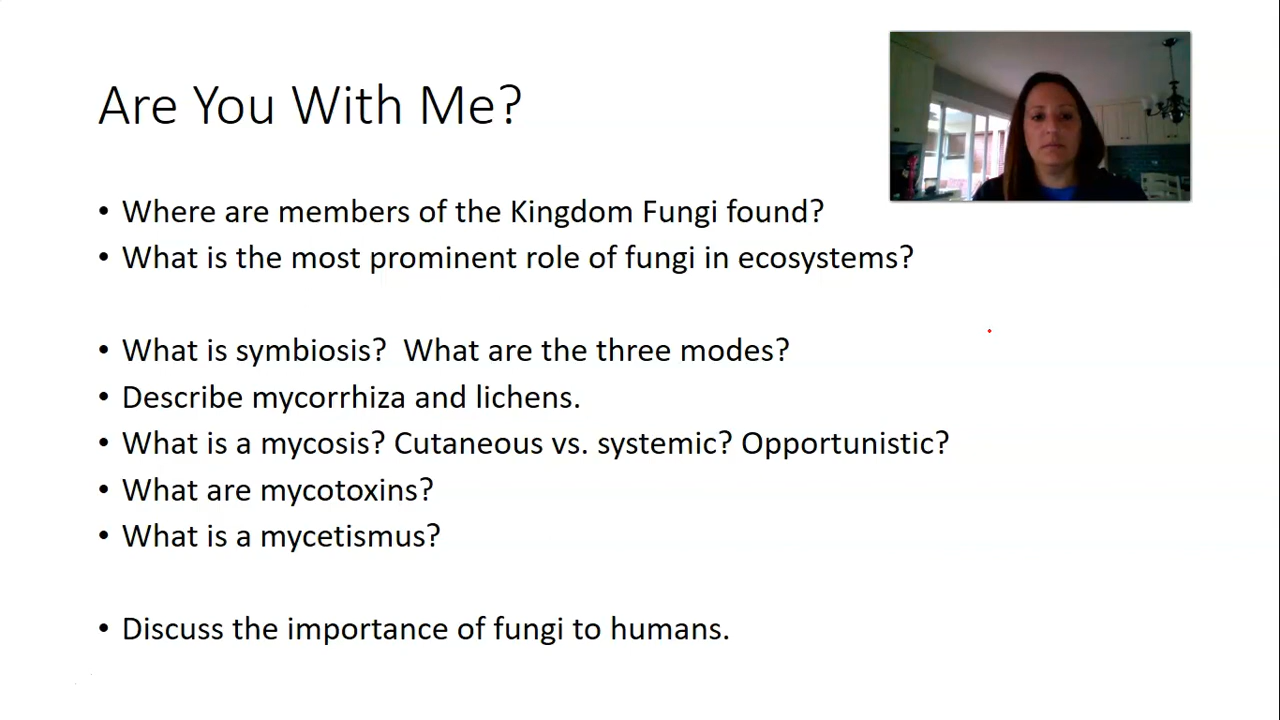 Are You With Me?
• Where are members of the Kingdom Fungi found?
• What is the most prominent role of fungi in ecosystems?
• What is symbiosis?  What are the three modes?
• Describe mycorrhiza and lichens.
• What is a mycosis? Cutaneous vs. systemic? Opportunistic?
• What are mycotoxins?
• What is a mycetismus?
• Discuss the importance of fungi to humans.